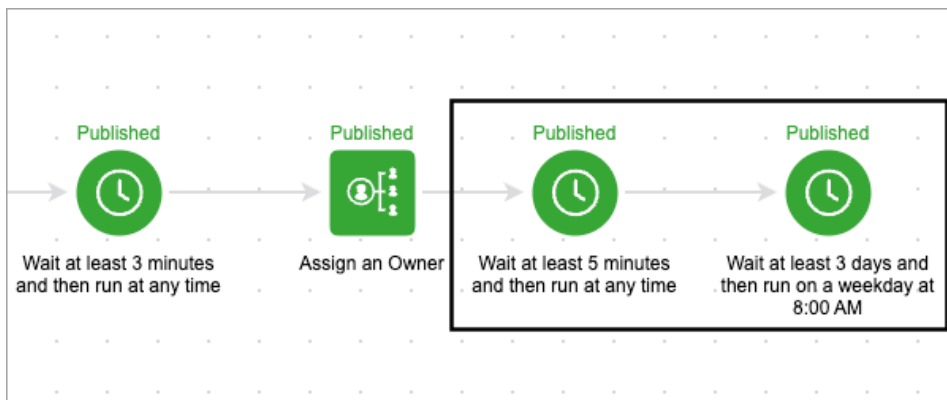 Published
Wait at least 3 minutes
and then run at any time
Published
Assign an Owner
Published
Wait at least 5 minutes
and then run at any time
Published
Wait at least 3 days and
then run on a weekday at
8:00 AM